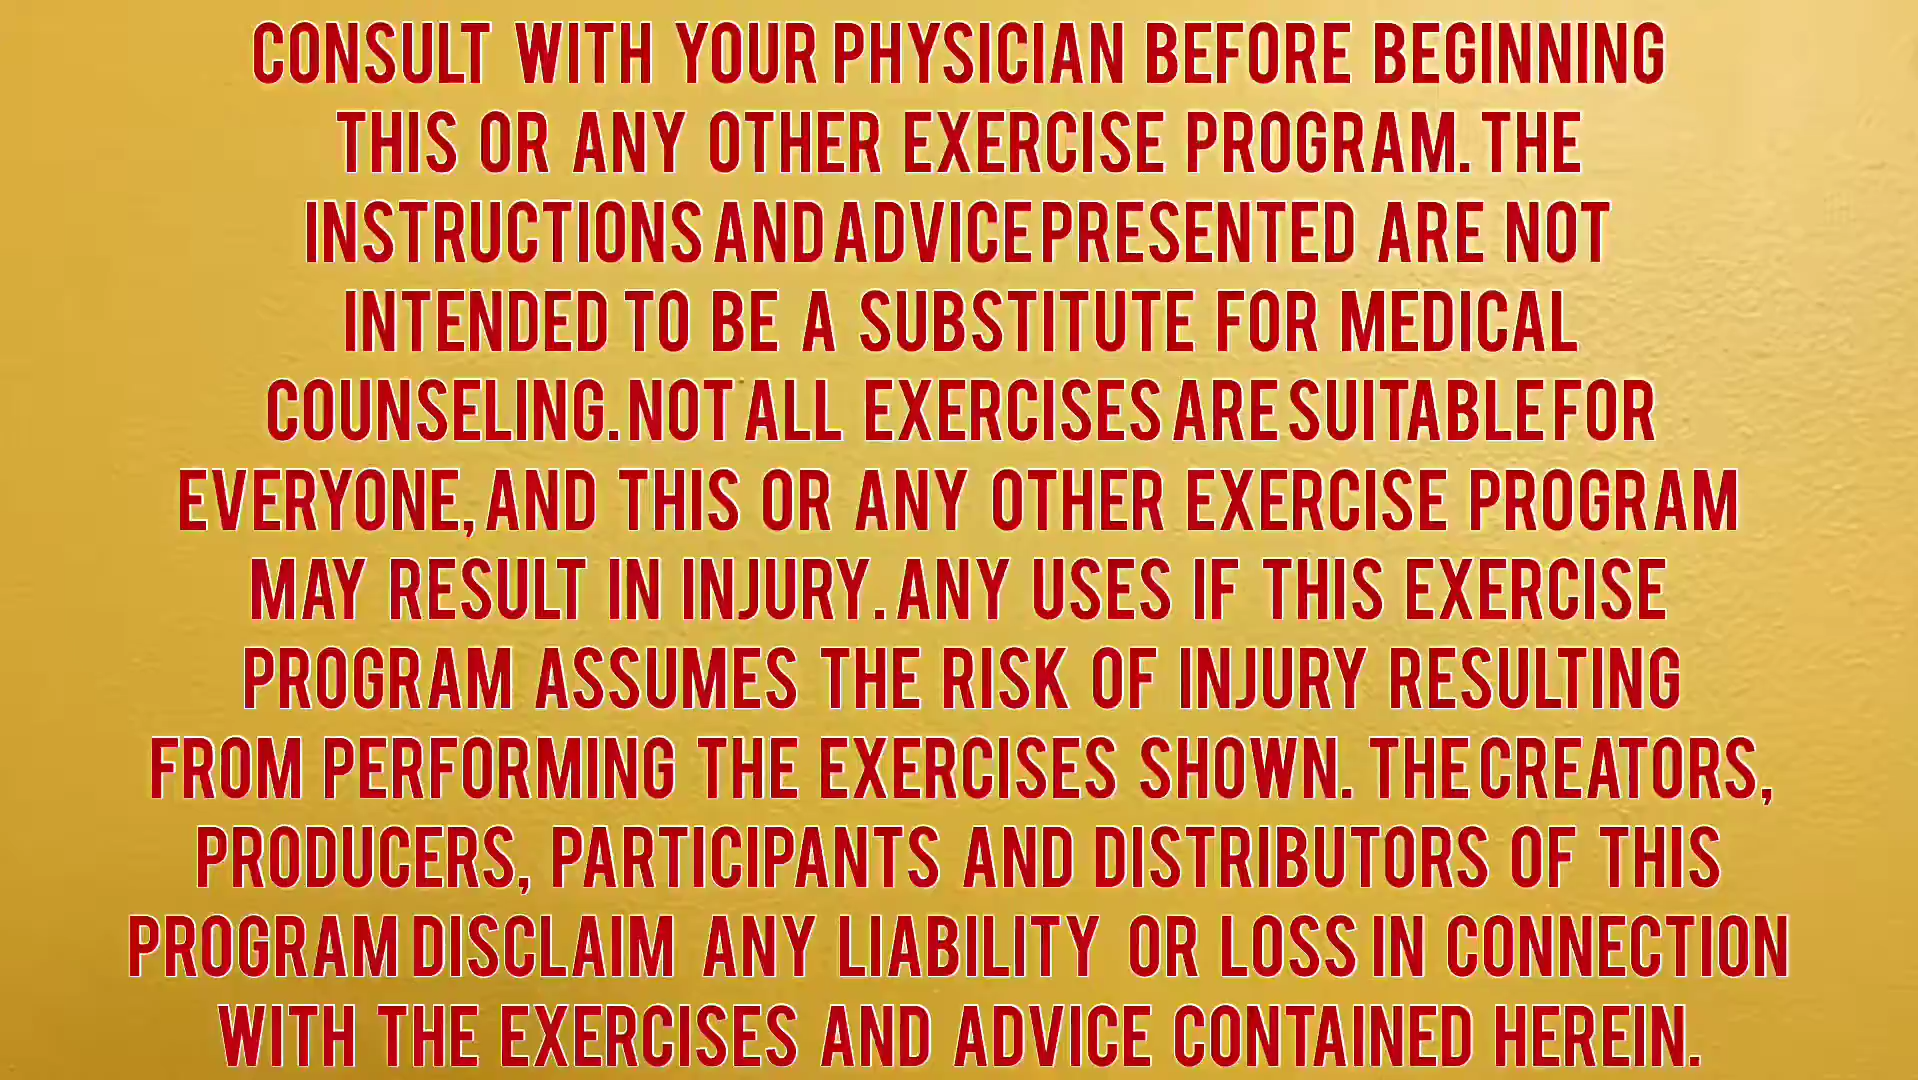 CONSULT WITH YOUR PHYSICIAN BEFORE BEGINNING
THIS OR ANY OTHER EXERCISE PROGRAM. THE
INSTRUCTIONS AND ADVICE PRESENTED ARE NOT
INTENDED TO BE A SUBSTITUTE FOR MEDICAL
COUNSELING. NOT ALL EXERCISES ARE SUITABLE FOR
EVERYONE, AND THIS OR ANY OTHER EXERCISE PROGRAM
MAY RESULT IN INJURY. ANY USES IF THIS EXERCISE
PROGRAM ASSUMES THE RISK OF INJURY RESULTING
FROM PERFORMING THE EXERCISES SHOWN. THE CREATORS,
PRODUCERS, PARTICIPANTS AND DISTRIBUTORS OF THIS
PROGRAM DISCLAIM ANY LIABILITY OR LOSS IN CONNECTION
WITH THE EXERCISES AND ADVICE CONTAINED HEREIN.